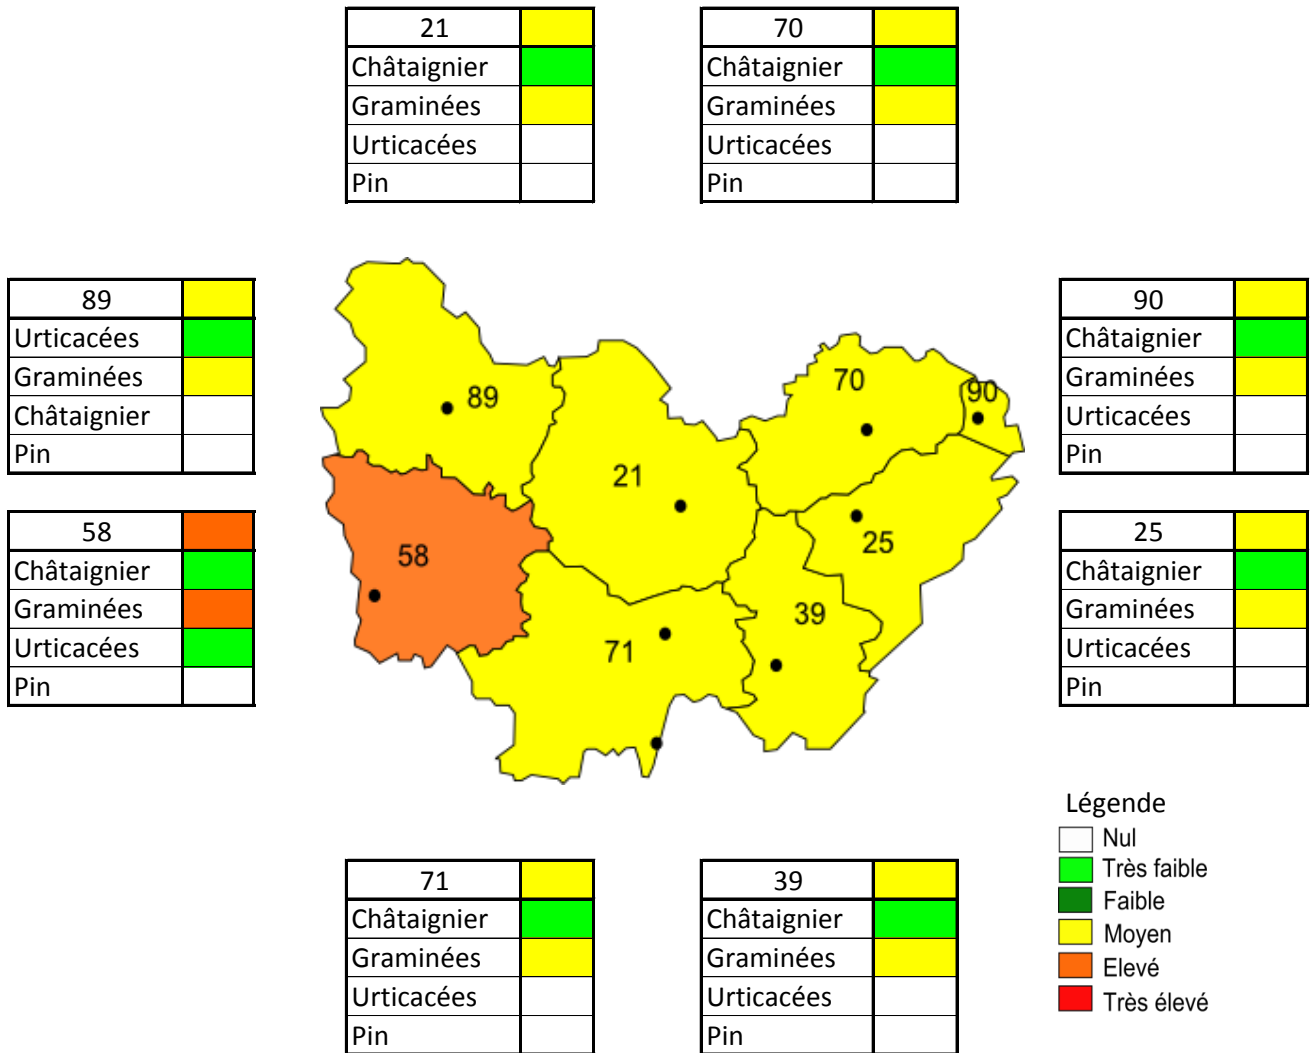 21
Châtaignier
Graminées
Urticacées
Pin
70
Châtaignier
Graminées
Urticacées
Pin
89
Urticacées
Graminées
Châtaignier
Pin
58
Châtaignier
Graminées
Urticacées
Pin
89
70
90
21
58
25
39
71
90
Châtaignier
Graminées
Urticacées
Pin
25
Châtaignier
Graminées
Urticacées
Pin
71
Châtaignier
Graminées
Urticacées
Pin
39
Châtaignier
Graminées
Urticacées
Pin
Légende
Nul
Très faible
Faible
Moyen
Elevé
Très élevé